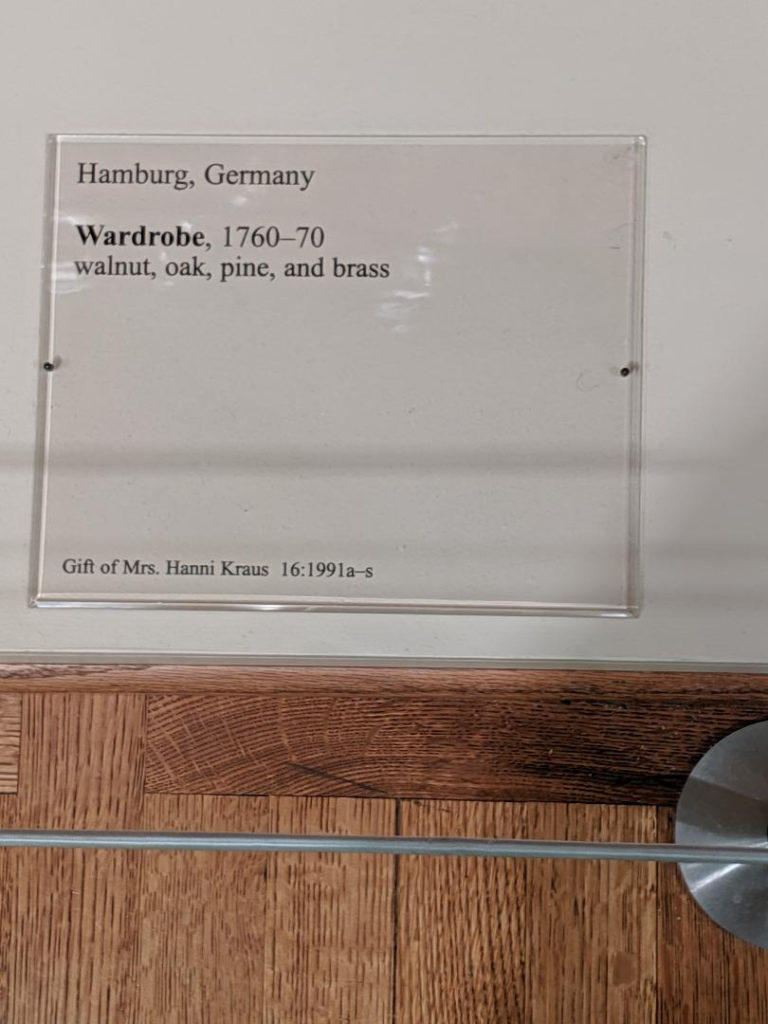 Hamburg, Germany
Wardrobe, 1760–70
walnut, oak, pine, and brass
Gift of Mrs. Hanni Kraus 16:1991a–s